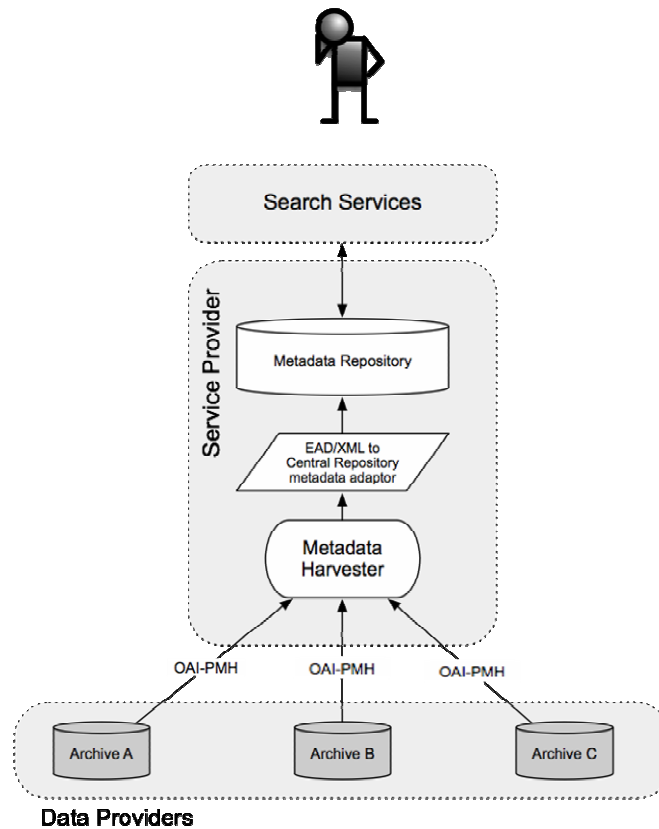 Search Services
Service Provider
Metadata Repository
EAD/XML to
Central Repository
metadata adaptor
Metadata
Harvester
OAI-PMH
OAI-PMH
OAI-PMH
Archive A
Archive B
Archive C
Data Providers